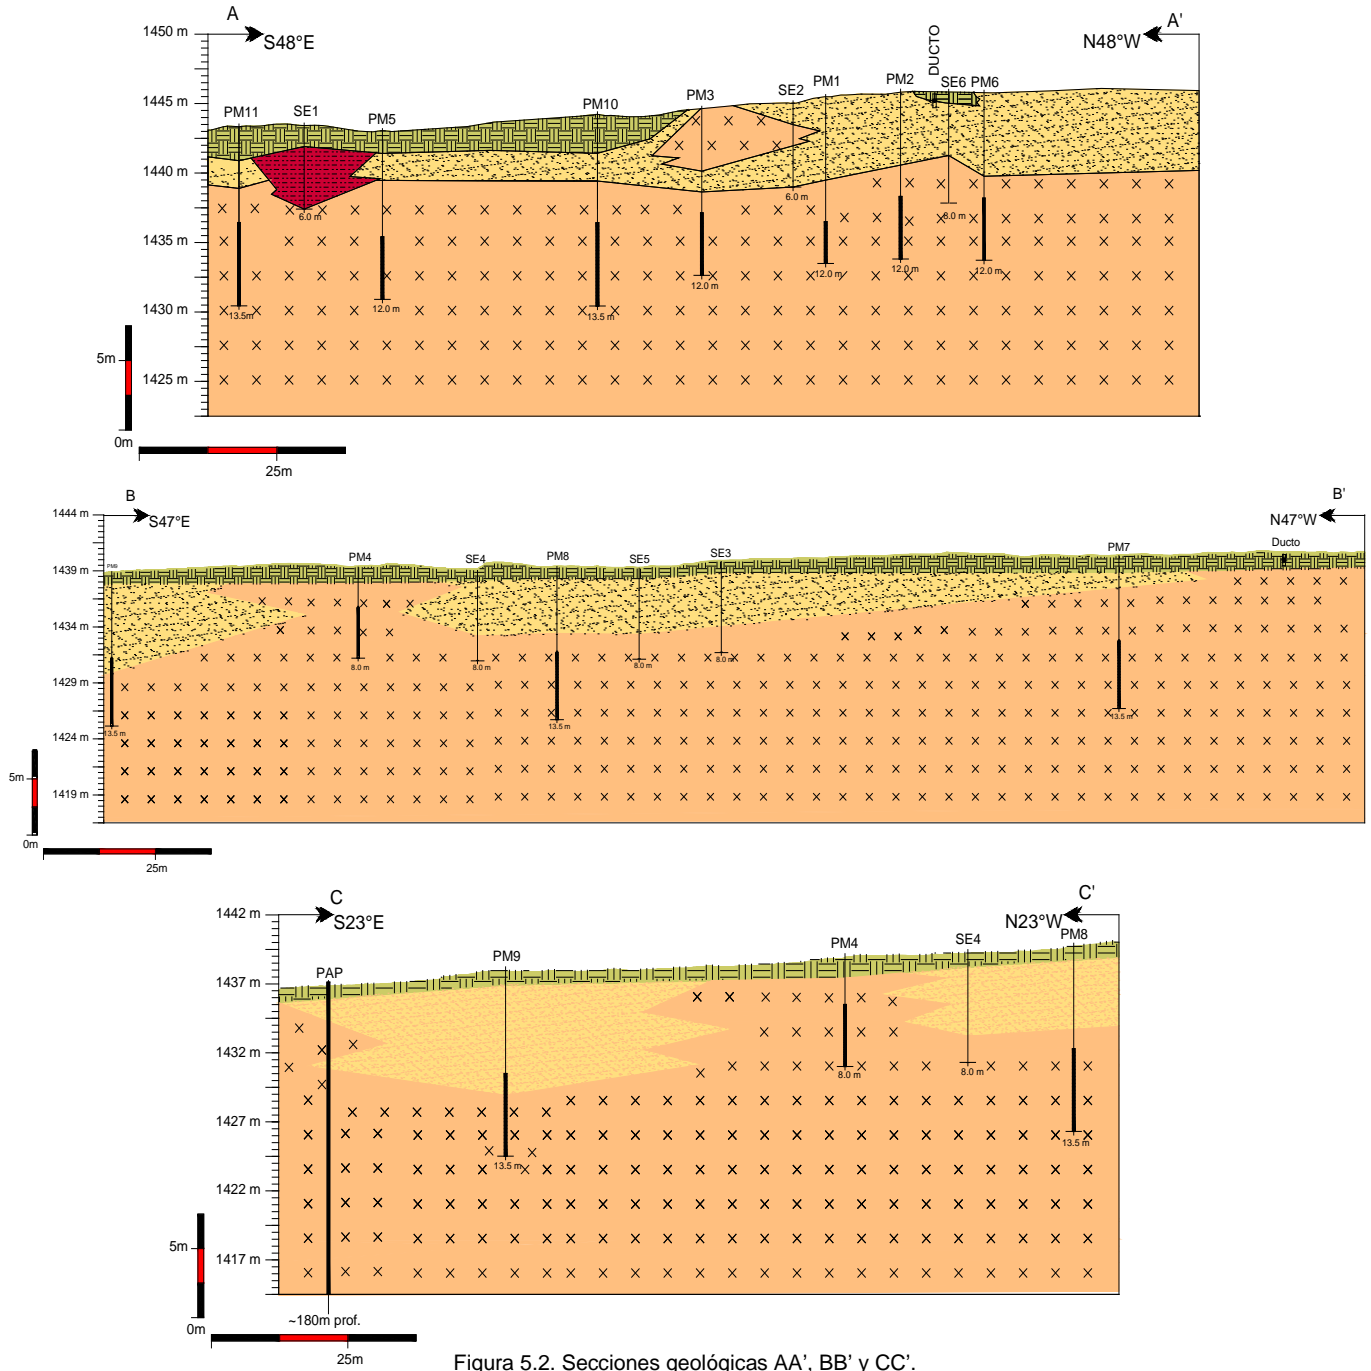 A
A'
1450 m
S48°E
N48°W
DUCTO
1445 m
PM11
SE1
PM5
PM10
PM3
SE2
PM1
PM2
SE6
PM6
1440 m
6.0 m
6.0 m
8.0 m
1435 m
12.0 m
12.0 m
12.0 m
12.0 m
12.0 m
1430 m
13.5m
13.5 m
1425 m
5m
0m
25m
B
B'
1444 m
S47°E
N47°W
PM9
PM4
SE4
PM8
SE5
SE3
PM7
Ducto
1439 m
1434 m
8.0 m
8.0 m
8.0 m
8.0 m
1429 m
13.5 m
13.5 m
13.5 m
1424 m
1419 m
5m
0m
25m
C
C'
1442 m
S23°E
N23°W
PAP
PM9
PM4
SE4
PM8
1437 m
1432 m
8.0 m
8.0 m
1427 m
13.5 m
13.5 m
1422 m
1417 m
5m
0m
~180m prof.
25m
Figura 5.2. Secciones geológicas AA', BB' y CC'.